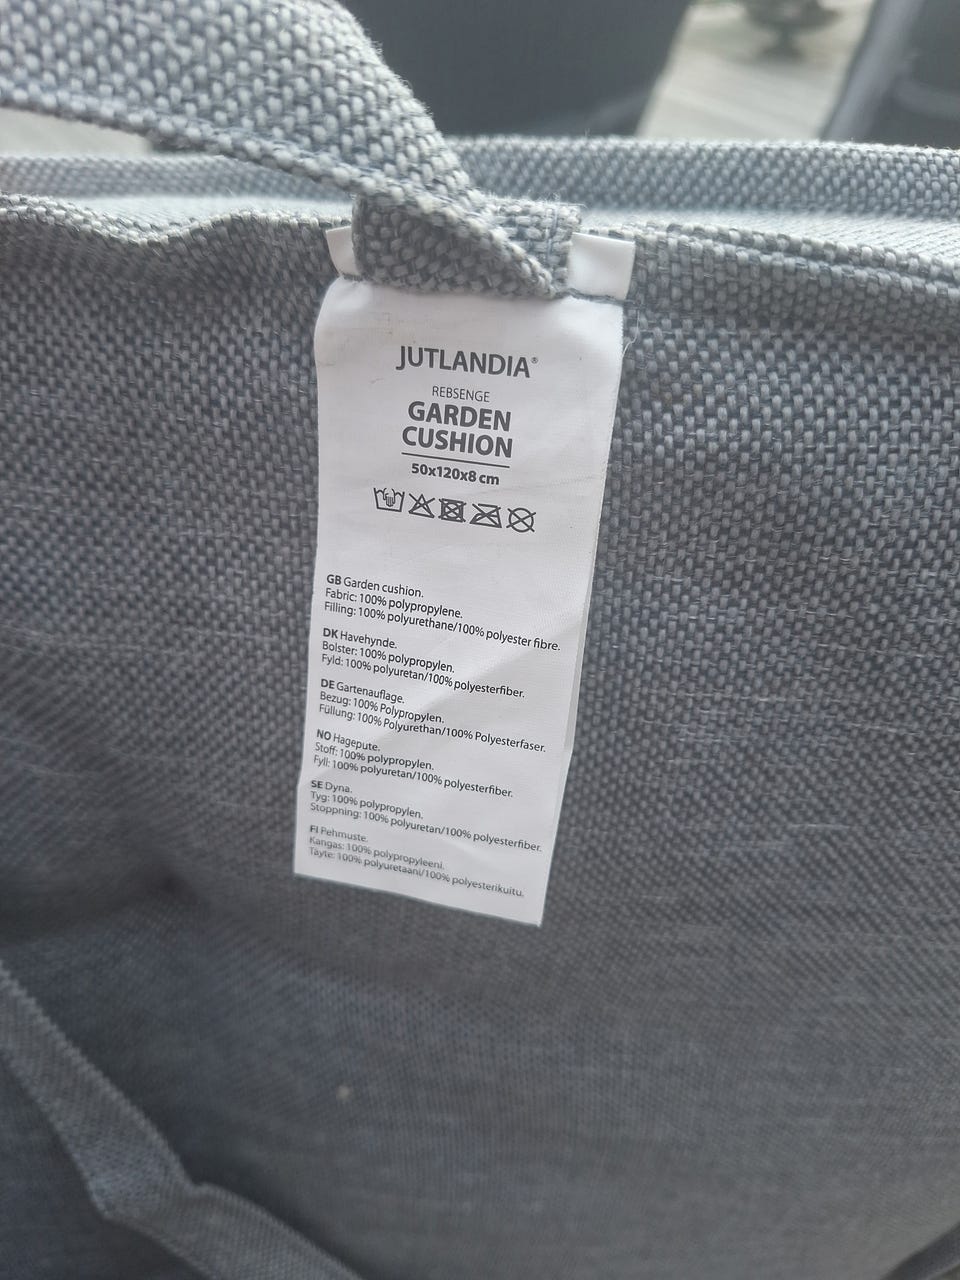 JUTLANDIA®
REBSENGE
GARDEN
CUSHION
50x120x8 cm
GB Garden cushion.
Fabric: 100% polypropylene.
Filling: 100% polyurethane/100% polyester fibre.
DK Havehynde.
Bolster: 100% polypropylen.
Fyld: 100% polyuretan/100% polyesterfiber.
DE Gartenauflage.
Bezug: 100% Polypropylen.
Füllung: 100% Polyurethan/100% Polyesterfaser.
NO Hagepute.
Stoff: 100% polypropylen.
Fyll: 100% polyuretan/100% polyesterfiber.
SE Dyna.
Tyg: 100% polypropylen.
Stoppning: 100% polyuretan/100% polyesterfiber.
FI Pehmuste.
Kangas: 100% polypropyleeni.
Täyte: 100% polyuretaani/100% polyesterikuitu.